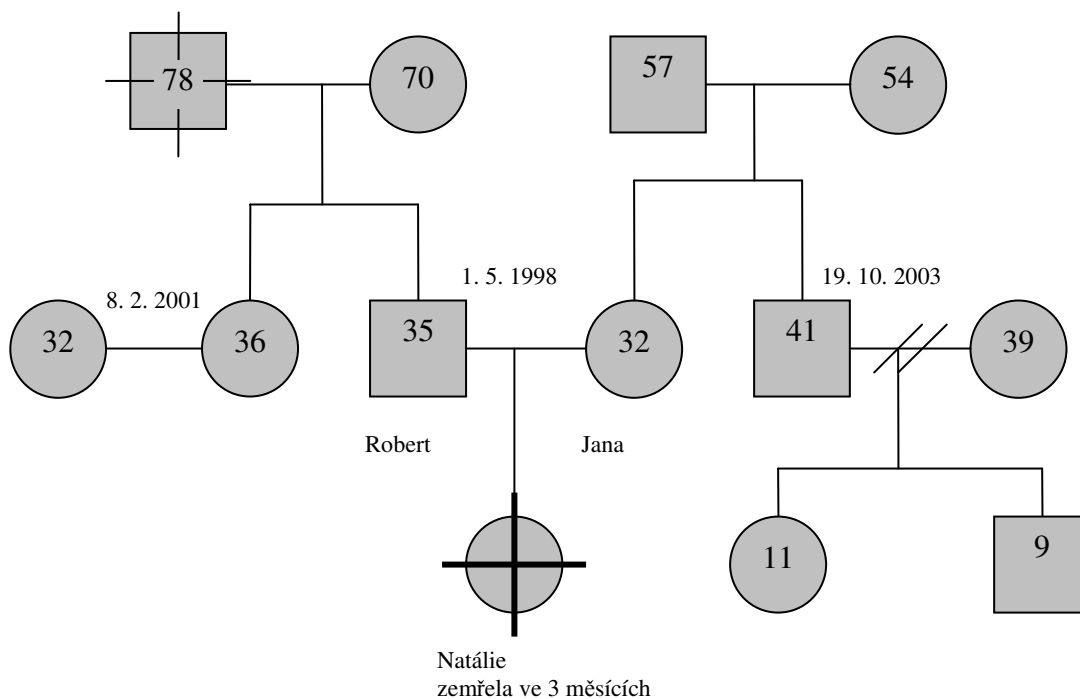 78
70
57
54
8. 2. 2001
1. 5. 1998
19. 10. 2003
32
36
35
32
41
39
Robert
Jana
11
9
Natálie
zemřela ve 3 měsících